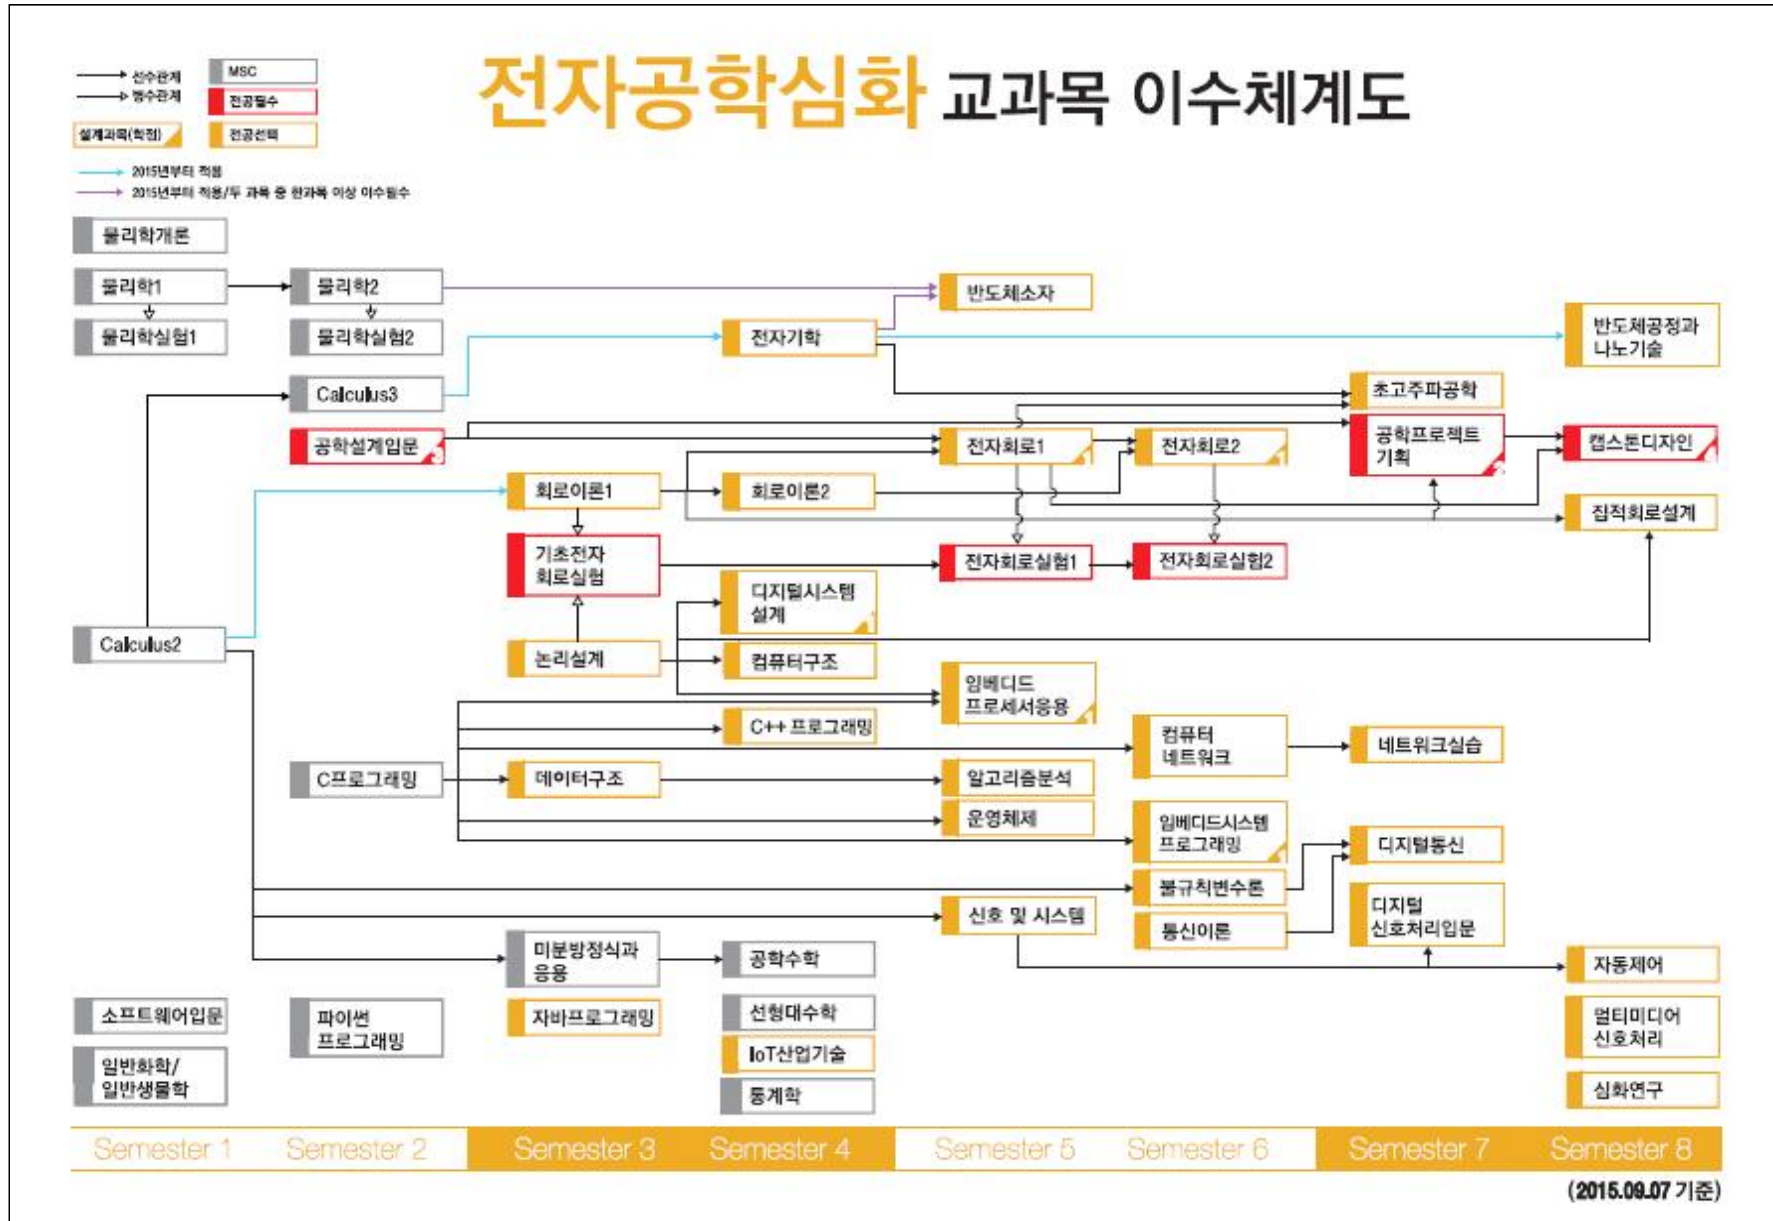 전자공학심화 교과목 이수체계도
선수관계
병수관계
설계과목(학점)
MSC
전공필수
전공선택
2015년부터 적용
2015년부터 적용/두 과목 중 한과목 이상 이수필수
물리학개론
물리학1
물리학2
반도체소자
물리학실험1
물리학실험2
전자기학
반도체공정과
나노기술
Calculus3
초고주파공학
공학설계입문
3
전자회로1
1
전자회로2
1
공학프로젝트
기획
캡스톤디자인
회로이론1
회로이론2
집적회로설계
기초전자
회로실험
전자회로실험1
전자회로실험2
디지털시스템
설계
1
Calculus2
논리설계
컴퓨터구조
임베디드
프로세서응용
1
C++ 프로그래밍
컴퓨터
네트워크
네트워크실습
C프로그래밍
데이터구조
알고리즘분석
운영체제
임베디드시스템
프로그래밍
1
디지털통신
불규칙변수론
신호 및 시스템
통신이론
디지털
신호처리입문
미분방정식과
응용
공학수학
자동제어
소프트웨어입문
파이썬
프로그래밍
자바프로그래밍
선형대수학
멀티미디어
신호처리
일반화학/
일반생물학
IoT산업기술
통계학
심화연구
Semester 1
Semester 2
Semester 3
Semester 4
Semester 5
Semester 6
Semester 7
Semester 8
(2015.09.07 기준)